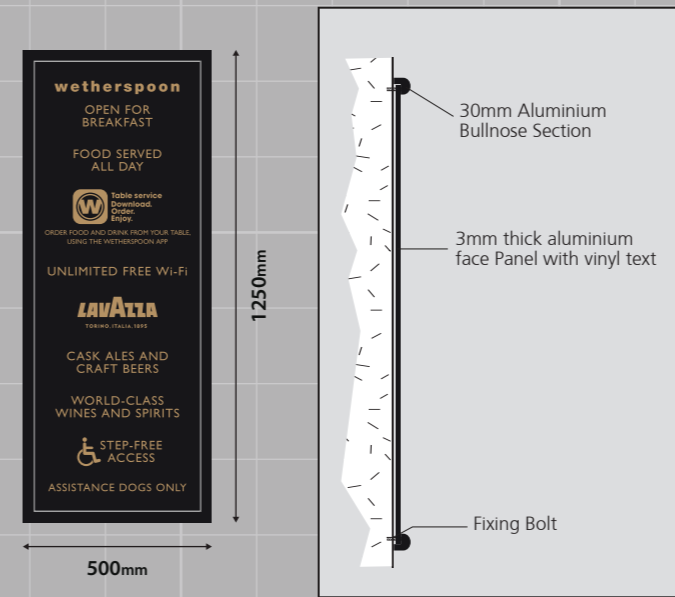 wetherspoon
OPEN FOR
BREAKFAST
FOOD SERVED
ALL DAY
W
Table service
Download.
Order.
Enjoy.
ORDER FOOD AND DRINK FROM YOUR TABLE,
USING THE WETHERSPOON APP
UNLIMITED FREE Wi-Fi
LAVAZZA
TORINO, ITALIA, 1895
CASK ALES AND
CRAFT BEERS
WORLD-CLASS
WINES AND SPIRITS
STEP-FREE
ACCESS
ASSISTANCE DOGS ONLY
1250mm
500mm
30mm Aluminium
Bullnose Section
3mm thick aluminium
face Panel with vinyl text
Fixing Bolt